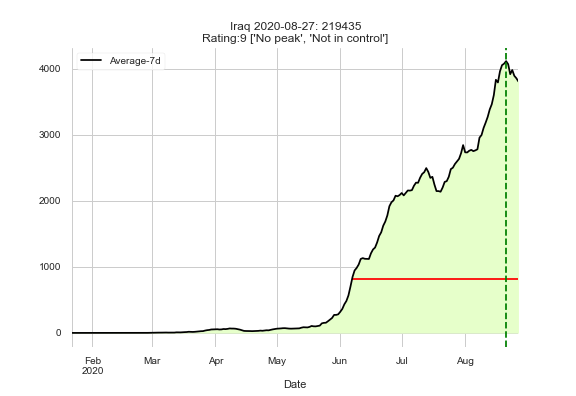 Iraq 2020-08-27: 219435
Rating:9 ['No peak', 'Not in control']
Average-7d
4000
3000
2000
1000
0
Feb Mar Apr May Jun Jul Aug
2020
Date